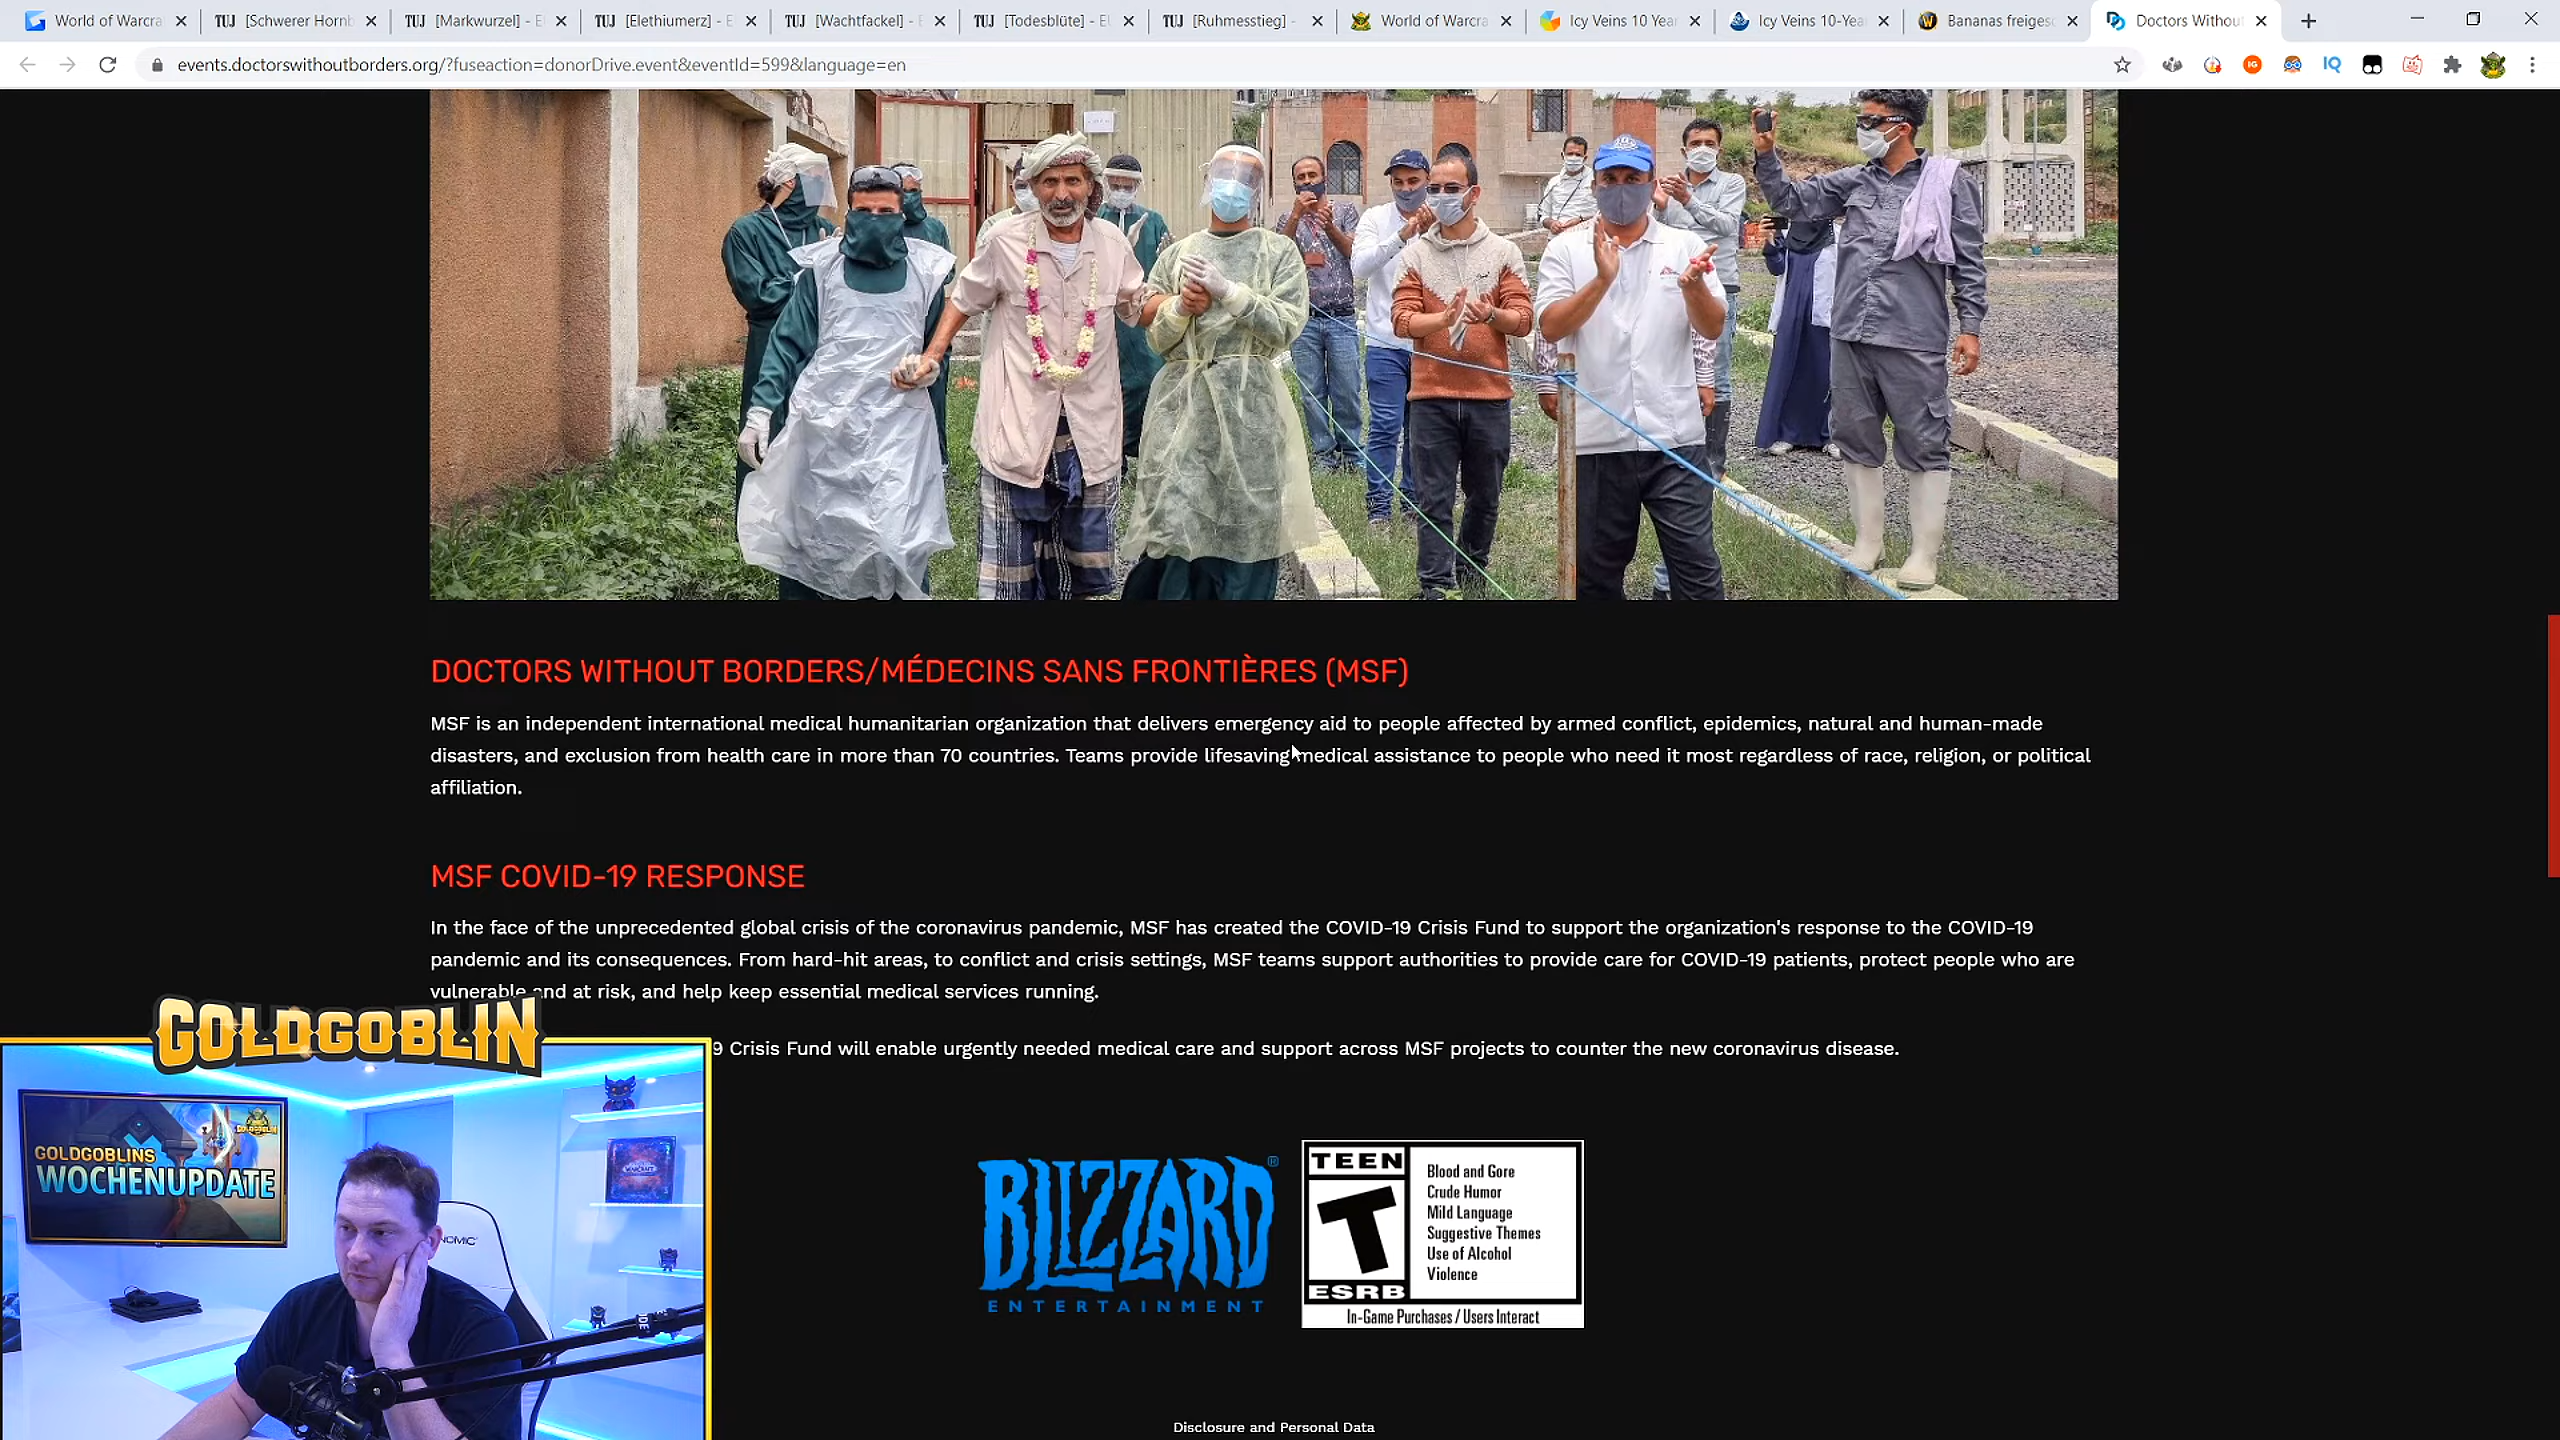 World of Warcra
TUJ [Schwerer Hornb
TUJ [Markwurzel] - E
TUJ [Elethiumerz] - E
TUJ [Wachtfackel] - E
TUJ [Todesblüte] - EU
TUJ [Ruhmesstieg] -
World of Warcra
Icy Veins 10 Year
Icy Veins 10-Yea
Bananas freigesc
Doctors Without
events.doctorswithoutborders.org/?fuseaction=donorDrive.event&eventId=599&language=en
DOCTORS WITHOUT BORDERS/MÉDECINS SANS FRONTIÈRES (MSF)
MSF is an independent international medical humanitarian organization that delivers emergency aid to people affected by armed conflict, epidemics, natural and human-made
disasters, and exclusion from health care in more than 70 countries. Teams provide lifesaving medical assistance to people who need it most regardless of race, religion, or political
affiliation.
MSF COVID-19 RESPONSE
In the face of the unprecedented global crisis of the coronavirus pandemic, MSF has created the COVID-19 Crisis Fund to support the organization's response to the COVID-19
pandemic and its consequences. From hard-hit areas, to conflict and crisis settings, MSF teams support authorities to provide care for COVID-19 patients, protect people who are
vulnerable and at risk, and help keep essential medical services running.
9 Crisis Fund will enable urgently needed medical care and support across MSF projects to counter the new coronavirus disease.
GOLDGOBLIN
GOLDGOBLINS
WOCHENUPDATE
NOMIC
BLIZZARD®
ENTERTAINMENT
TEEN
T
ESRB
Blood and Gore
Crude Humor
Mild Language
Suggestive Themes
Use of Alcohol
Violence
In-Game Purchases / Users Interact
Disclosure and Personal Data